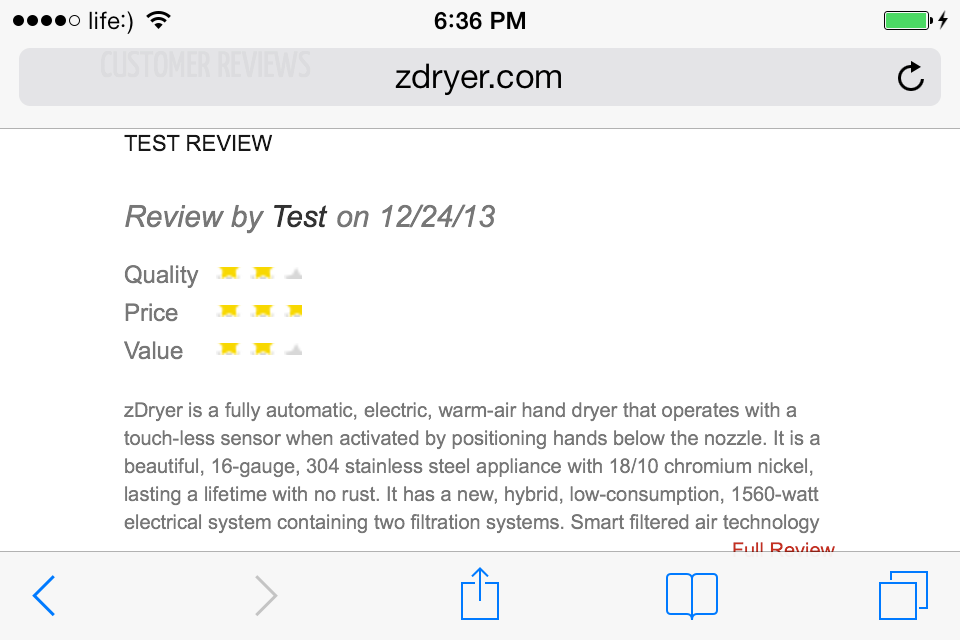 life:)
6:36 PM
CUSTOMER REVIEWS
zdryer.com
TEST REVIEW
Review by Test on 12/24/13
Quality
Price
Value
zDryer is a fully automatic, electric, warm-air hand dryer that operates with a
touch-less sensor when activated by positioning hands below the nozzle. It is a
beautiful, 16-gauge, 304 stainless steel appliance with 18/10 chromium nickel,
lasting a lifetime with no rust. It has a new, hybrid, low-consumption, 1560-watt
electrical system containing two filtration systems. Smart filtered air technology
Full Review